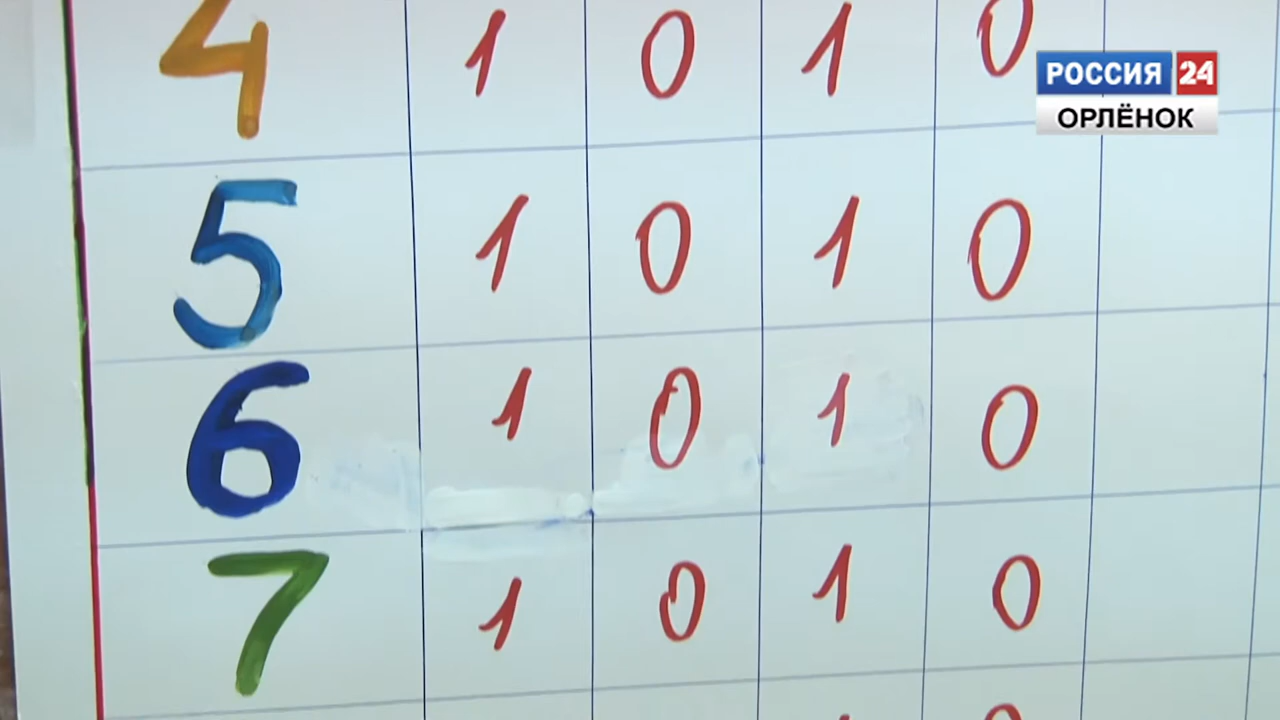 4 1 0 1 0
РОССИЯ 24
ОРЛЁНОК
5 1 0 1 0
6 1 0 1 0
7 1 0 1 0